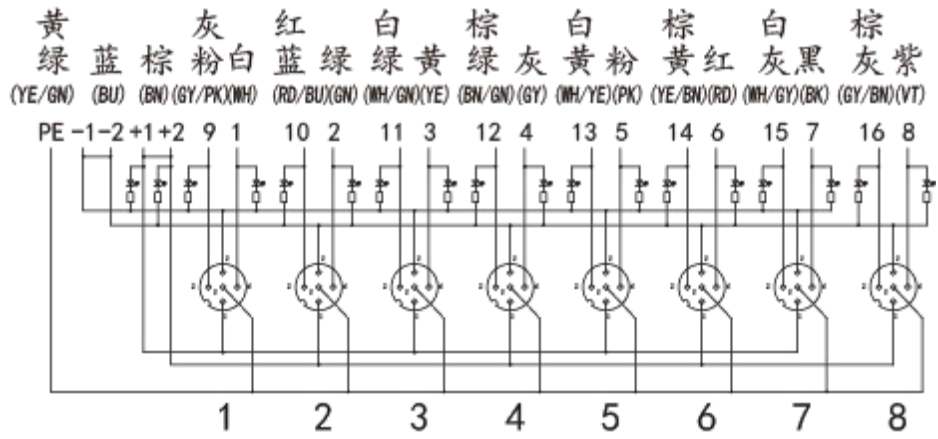 黄 灰 红 白 棕 白 棕 白 棕
绿 蓝 棕 粉 白 蓝 绿 绿 黄 绿 灰 黄 粉 黄 红 灰 黑 灰 紫
(YE/GN) (BU) (BN) (GY/PK)(WH) (RD/BU)(GN) (WH/GN)(YE) (BN/GN)(GY) (WH/YE)(PK) (YE/BN)(RD) (WH/GY)(BK) (GY/BN)(VT)
PE -1 -2 +1 +2 9 1 10 2 11 3 12 4 13 5 14 6 15 7 16 8
1 2 3 4 5 6 7 8